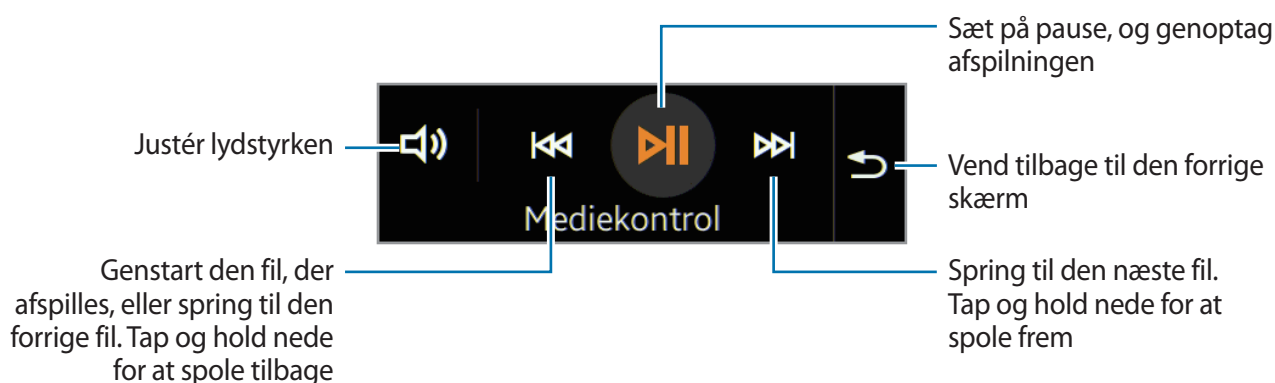 Sæt på pause, og genoptag
afspilningen
Justér lydstyrken
Vend tilbage til den forrige
skærm
Mediekontrol
Genstart den fil, der
afspilles, eller spring til den
forrige fil. Tap og hold nede
for at spole tilbage
Spring til den næste fil.
Tap og hold nede for at
spole frem